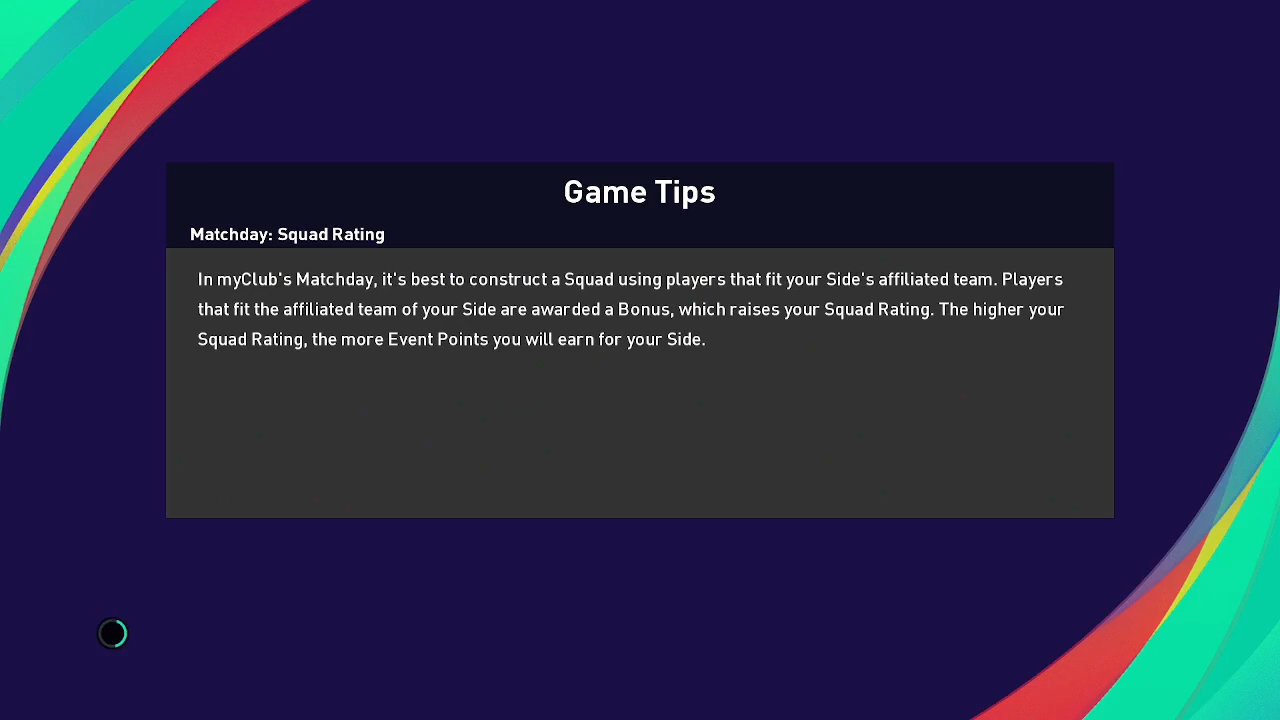 Game Tips
Matchday: Squad Rating
In myClub's Matchday, it's best to construct a Squad using players that fit your Side's affiliated team. Players
that fit the affiliated team of your Side are awarded a Bonus, which raises your Squad Rating. The higher your
Squad Rating, the more Event Points you will earn for your Side.